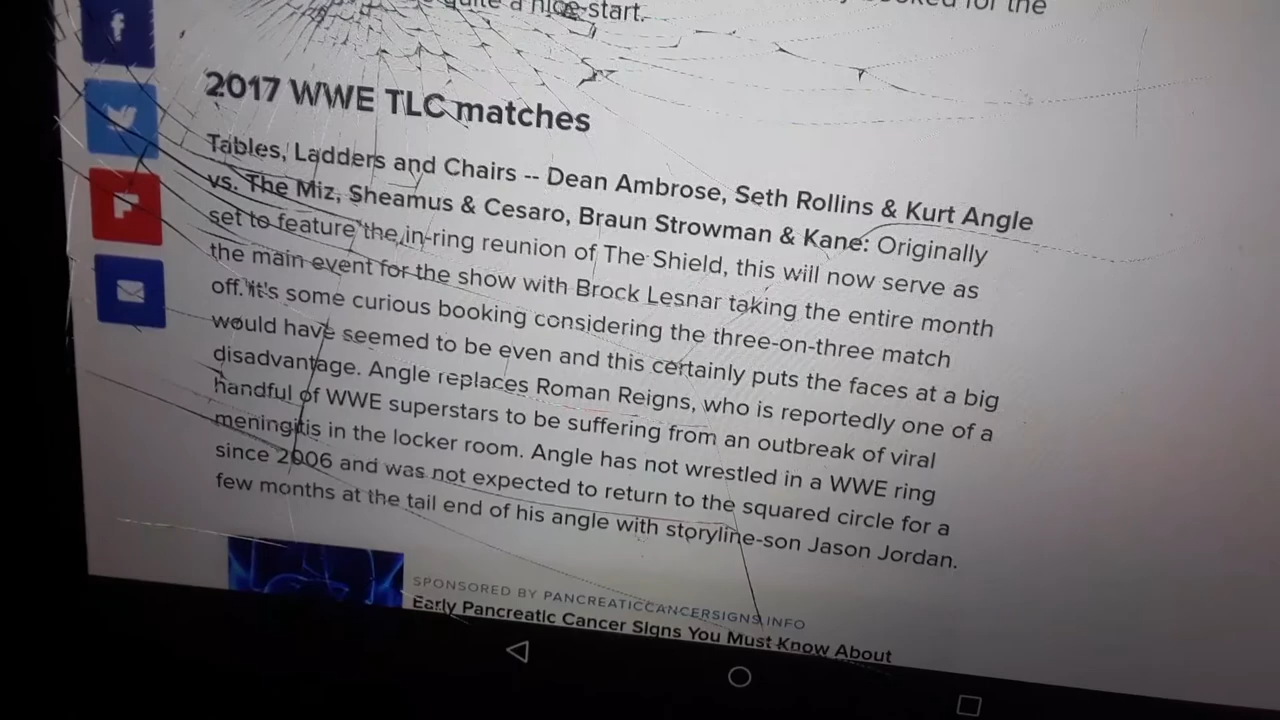 quite a nice start.
for the
2017 WWE TLC matches
Tables, Ladders and Chairs -- Dean Ambrose, Seth Rollins & Kurt Angle
vs. The Miz, Sheamus & Cesaro, Braun Strowman & Kane: Originally
set to feature the in-ring reunion of The Shield, this will now serve as
the main event for the show with Brock Lesnar taking the entire month
off. It's some curious booking considering the three-on-three match
would have seemed to be even and this certainly puts the faces at a big
disadvantage. Angle replaces Roman Reigns, who is reportedly one of a
handful of WWE superstars to be suffering from an outbreak of viral
meningitis in the locker room. Angle has not wrestled in a WWE ring
since 2006 and was not expected to return to the squared circle for a
few months at the tail end of his angle with storyline-son Jason Jordan.
SPONSORED BY PANCREATICCANCERSIGNS.INFO
Early Pancreatic Cancer Signs You Must Know About